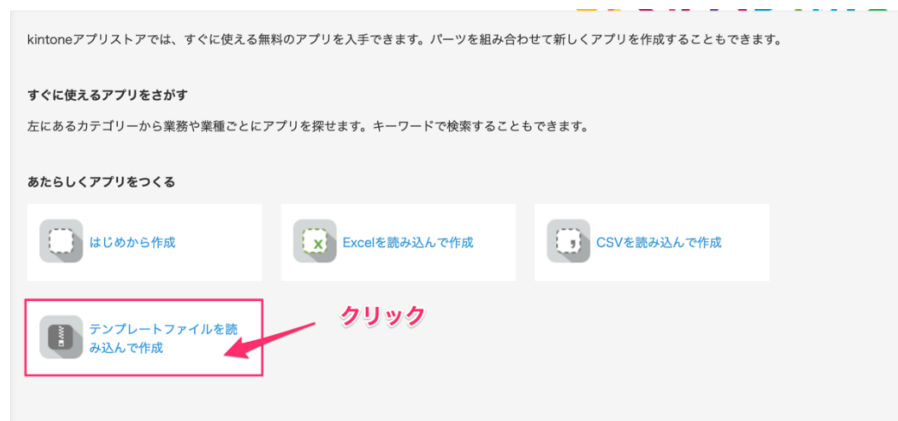 kintoneアプリストアでは、すぐに使える無料のアプリを入手できます。パーツを組み合わせて新しくアプリを作成することもできます。
すぐに使えるアプリをさがす
左にあるカテゴリーから業務や業種ごとにアプリを探せます。キーワードで検索することもできます。
あたらしくアプリをつくる
はじめから作成
Excelを読み込んで作成
CSVを読み込んで作成
クリック
テンプレートファイルを読
み込んで作成